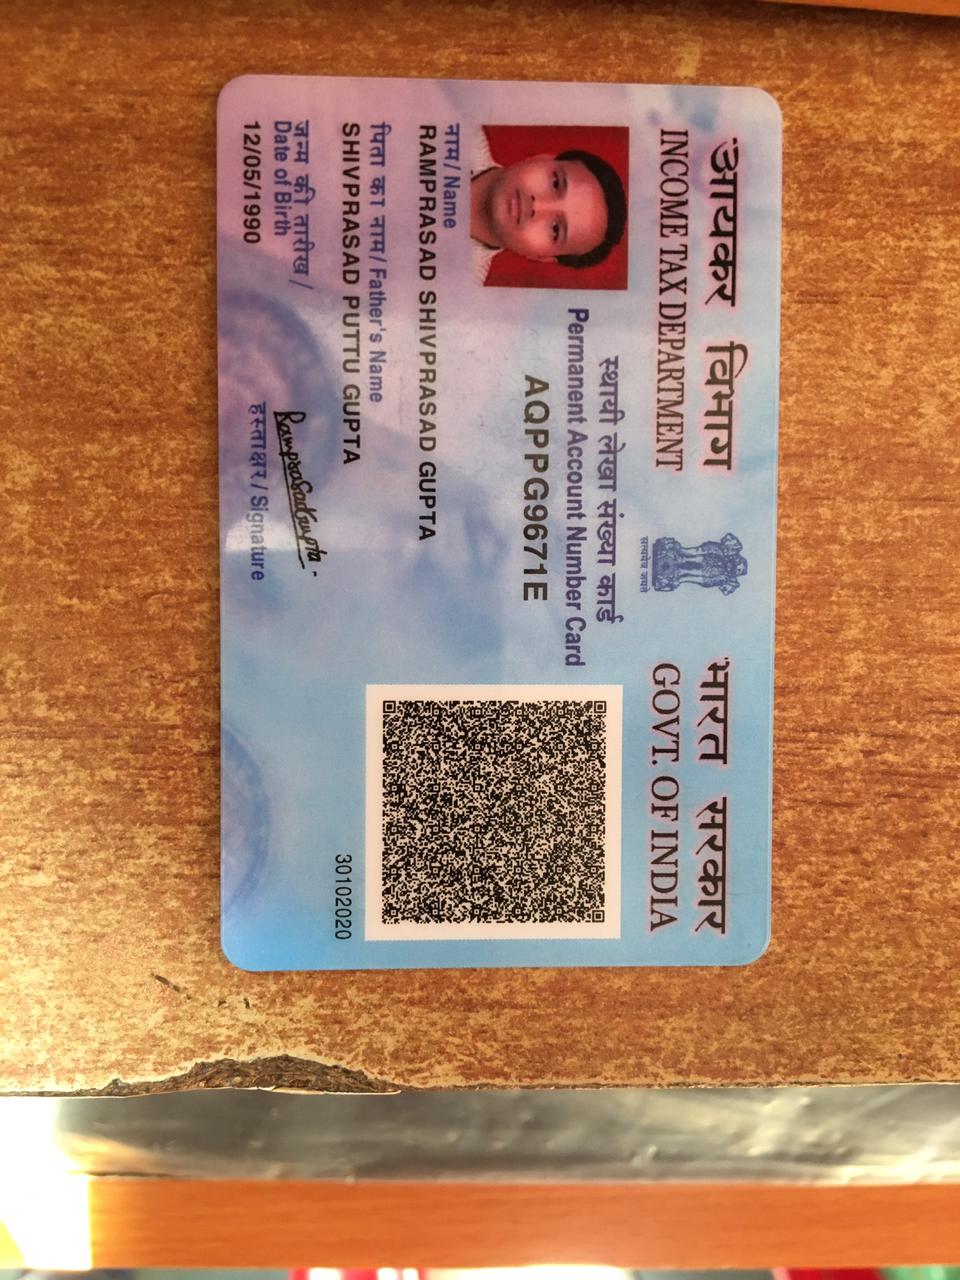 आयकर विभाग
INCOME TAX DEPARTMENT
सत्यमेव जयते
भारत सरकार
GOVT. OF INDIA
स्थायी लेखा संख्या कार्ड
Permanent Account Number Card
AQPPG9671E
नाम / Name
RAMPRASAD SHIVPRASAD GUPTA
पिता का नाम / Father's Name
SHIVPRASAD PUTTU GUPTA
जन्म की तारीख /
Date of Birth
12/05/1990
RamprasadGupta
हस्ताक्षर / Signature
30102020